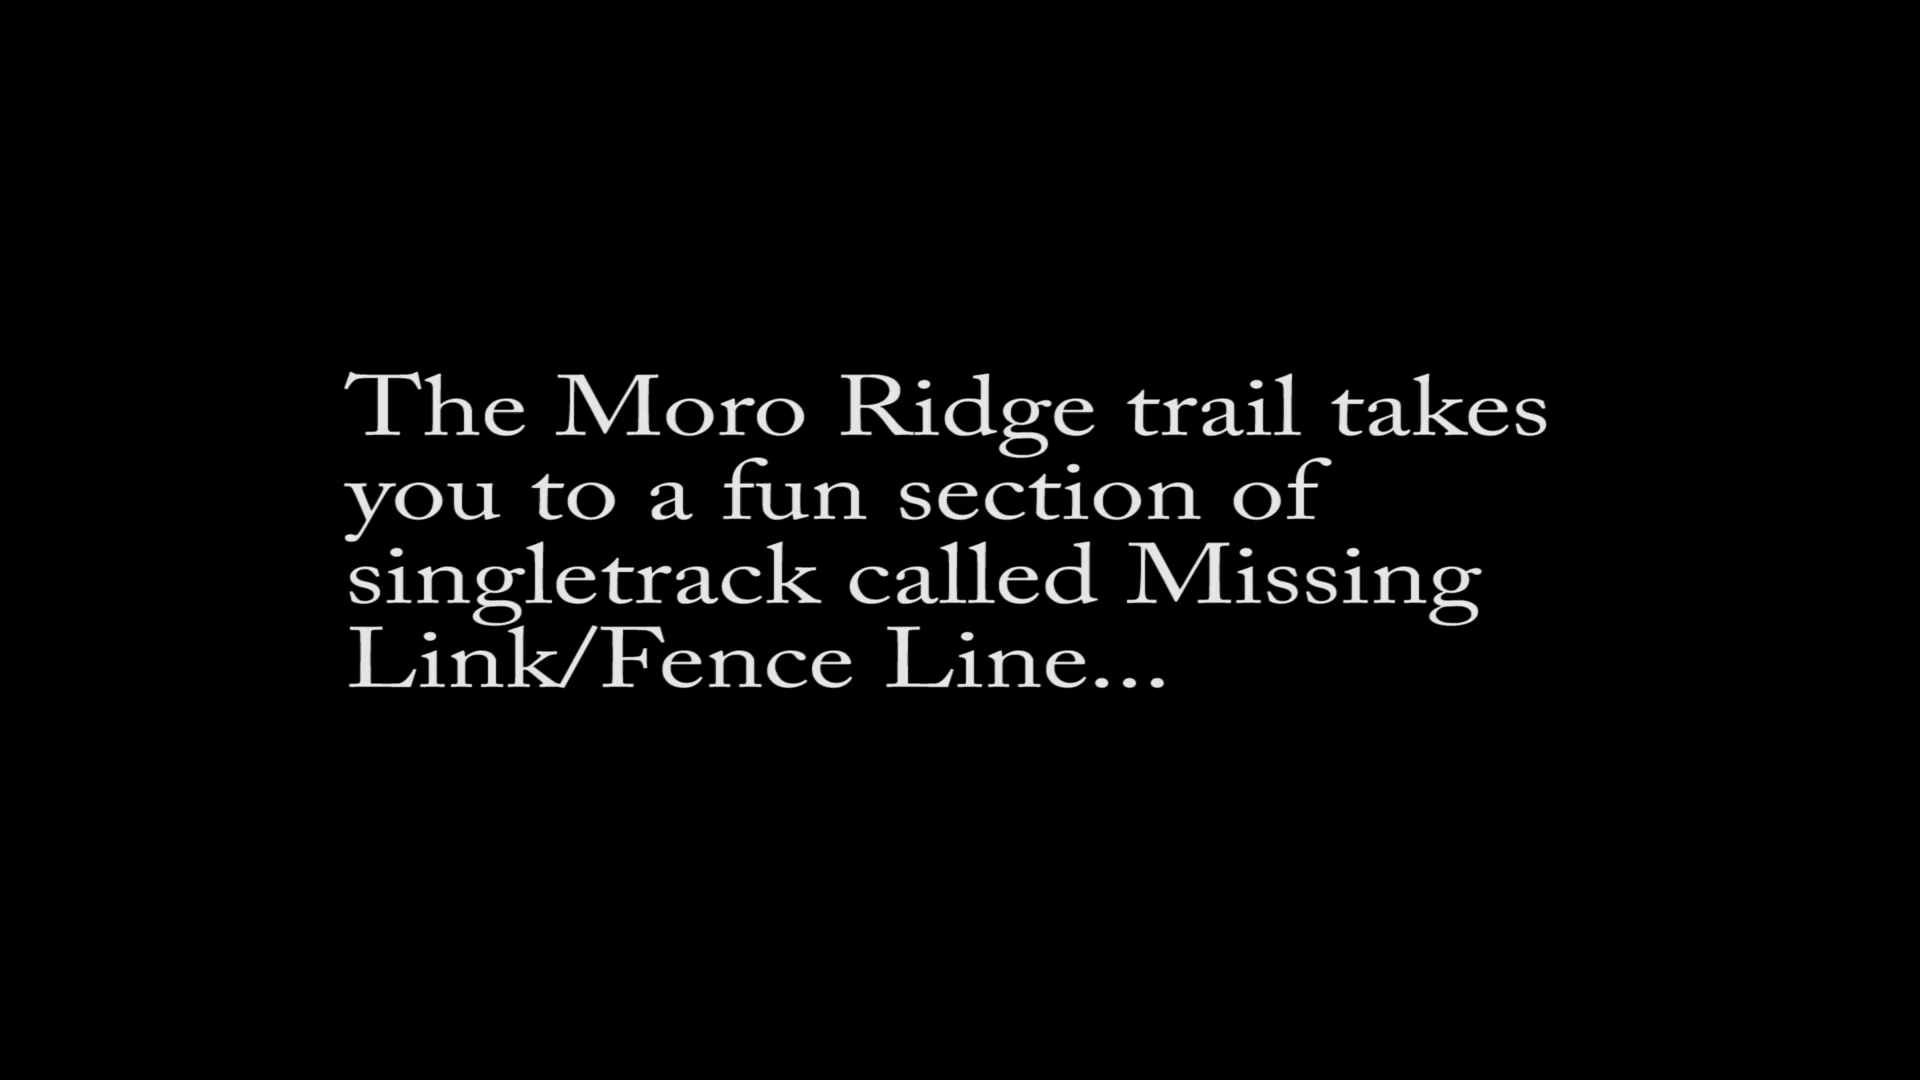 The Moro Ridge trail takes
you to a fun section of
singletrack called Missing
Link/Fence Line...